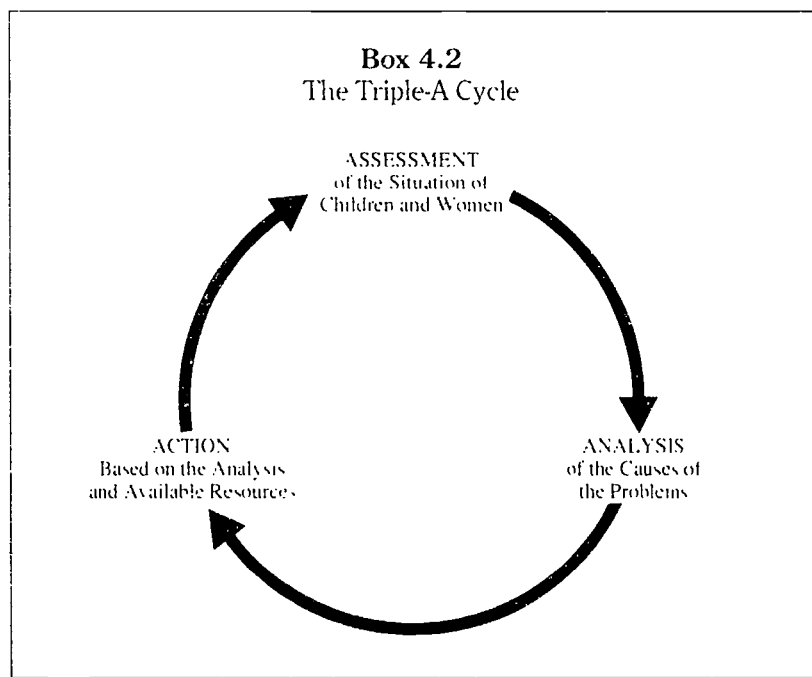 Box 4.2
The Triple-A Cycle
ASSESSMENT
of the Situation of
Children and Women
ACTION
Based on the Analysis
and Available Resources
ANALYSIS
of the Causes of
the Problems